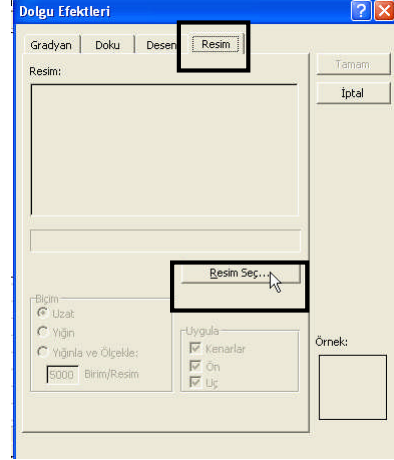 Dolgu Efektleri
Gradyan Doku Desen Resim
Resim:
Tamam
İptal
Resim Seç...
Biçim
Uzat
Yığın
Yığınla ve Ölçekle:
5000 Birim/Resim
Uygula
Kenarlar
Ön
Uç
Örnek: